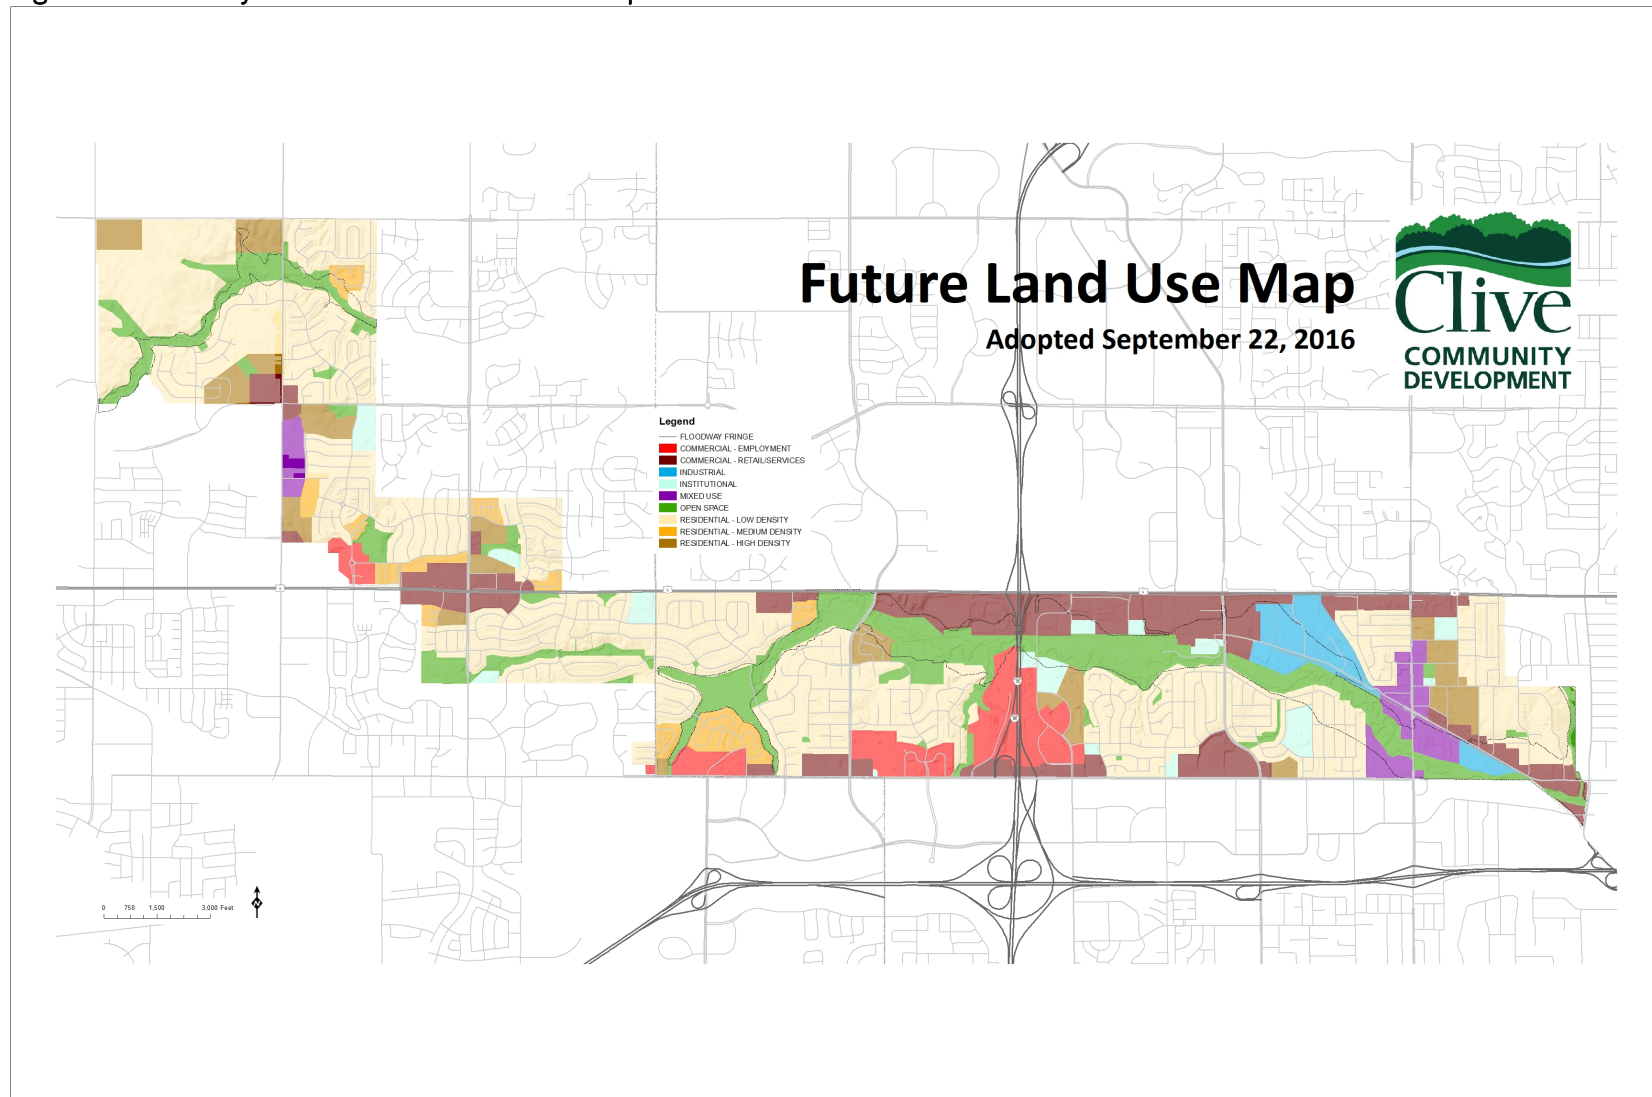 Future Land Use Map
Adopted September 22, 2016
Clive
COMMUNITY
DEVELOPMENT
Legend
FLOODWAY FRINGE
COMMERCIAL - EMPLOYMENT
COMMERCIAL - RETAIL/SERVICES
INDUSTRIAL
INSTITUTIONAL
MIXED USE
OPEN SPACE
RESIDENTIAL - LOW DENSITY
RESIDENTIAL - MEDIUM DENSITY
RESIDENTIAL - HIGH DENSITY
0 750 1,500 3,000 Feet
N